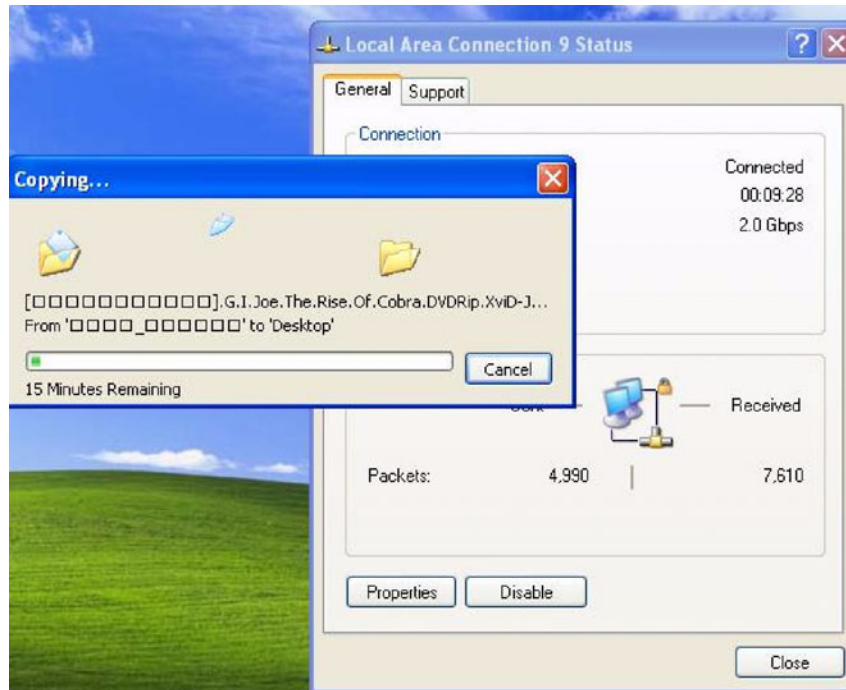 Local Area Connection 9 Status
General Support
Connection
Connected
00:09:28
2.0 Gbps
Copying...
[□□□□□□□□□□□].G.I.Joe.The.Rise.Of.Cobra.DVDRip.XviD-J...
From '□□□□_□□□□□□' to 'Desktop'
Cancel
15 Minutes Remaining
Received
Packets: 4,990 7,610
Properties Disable
Close